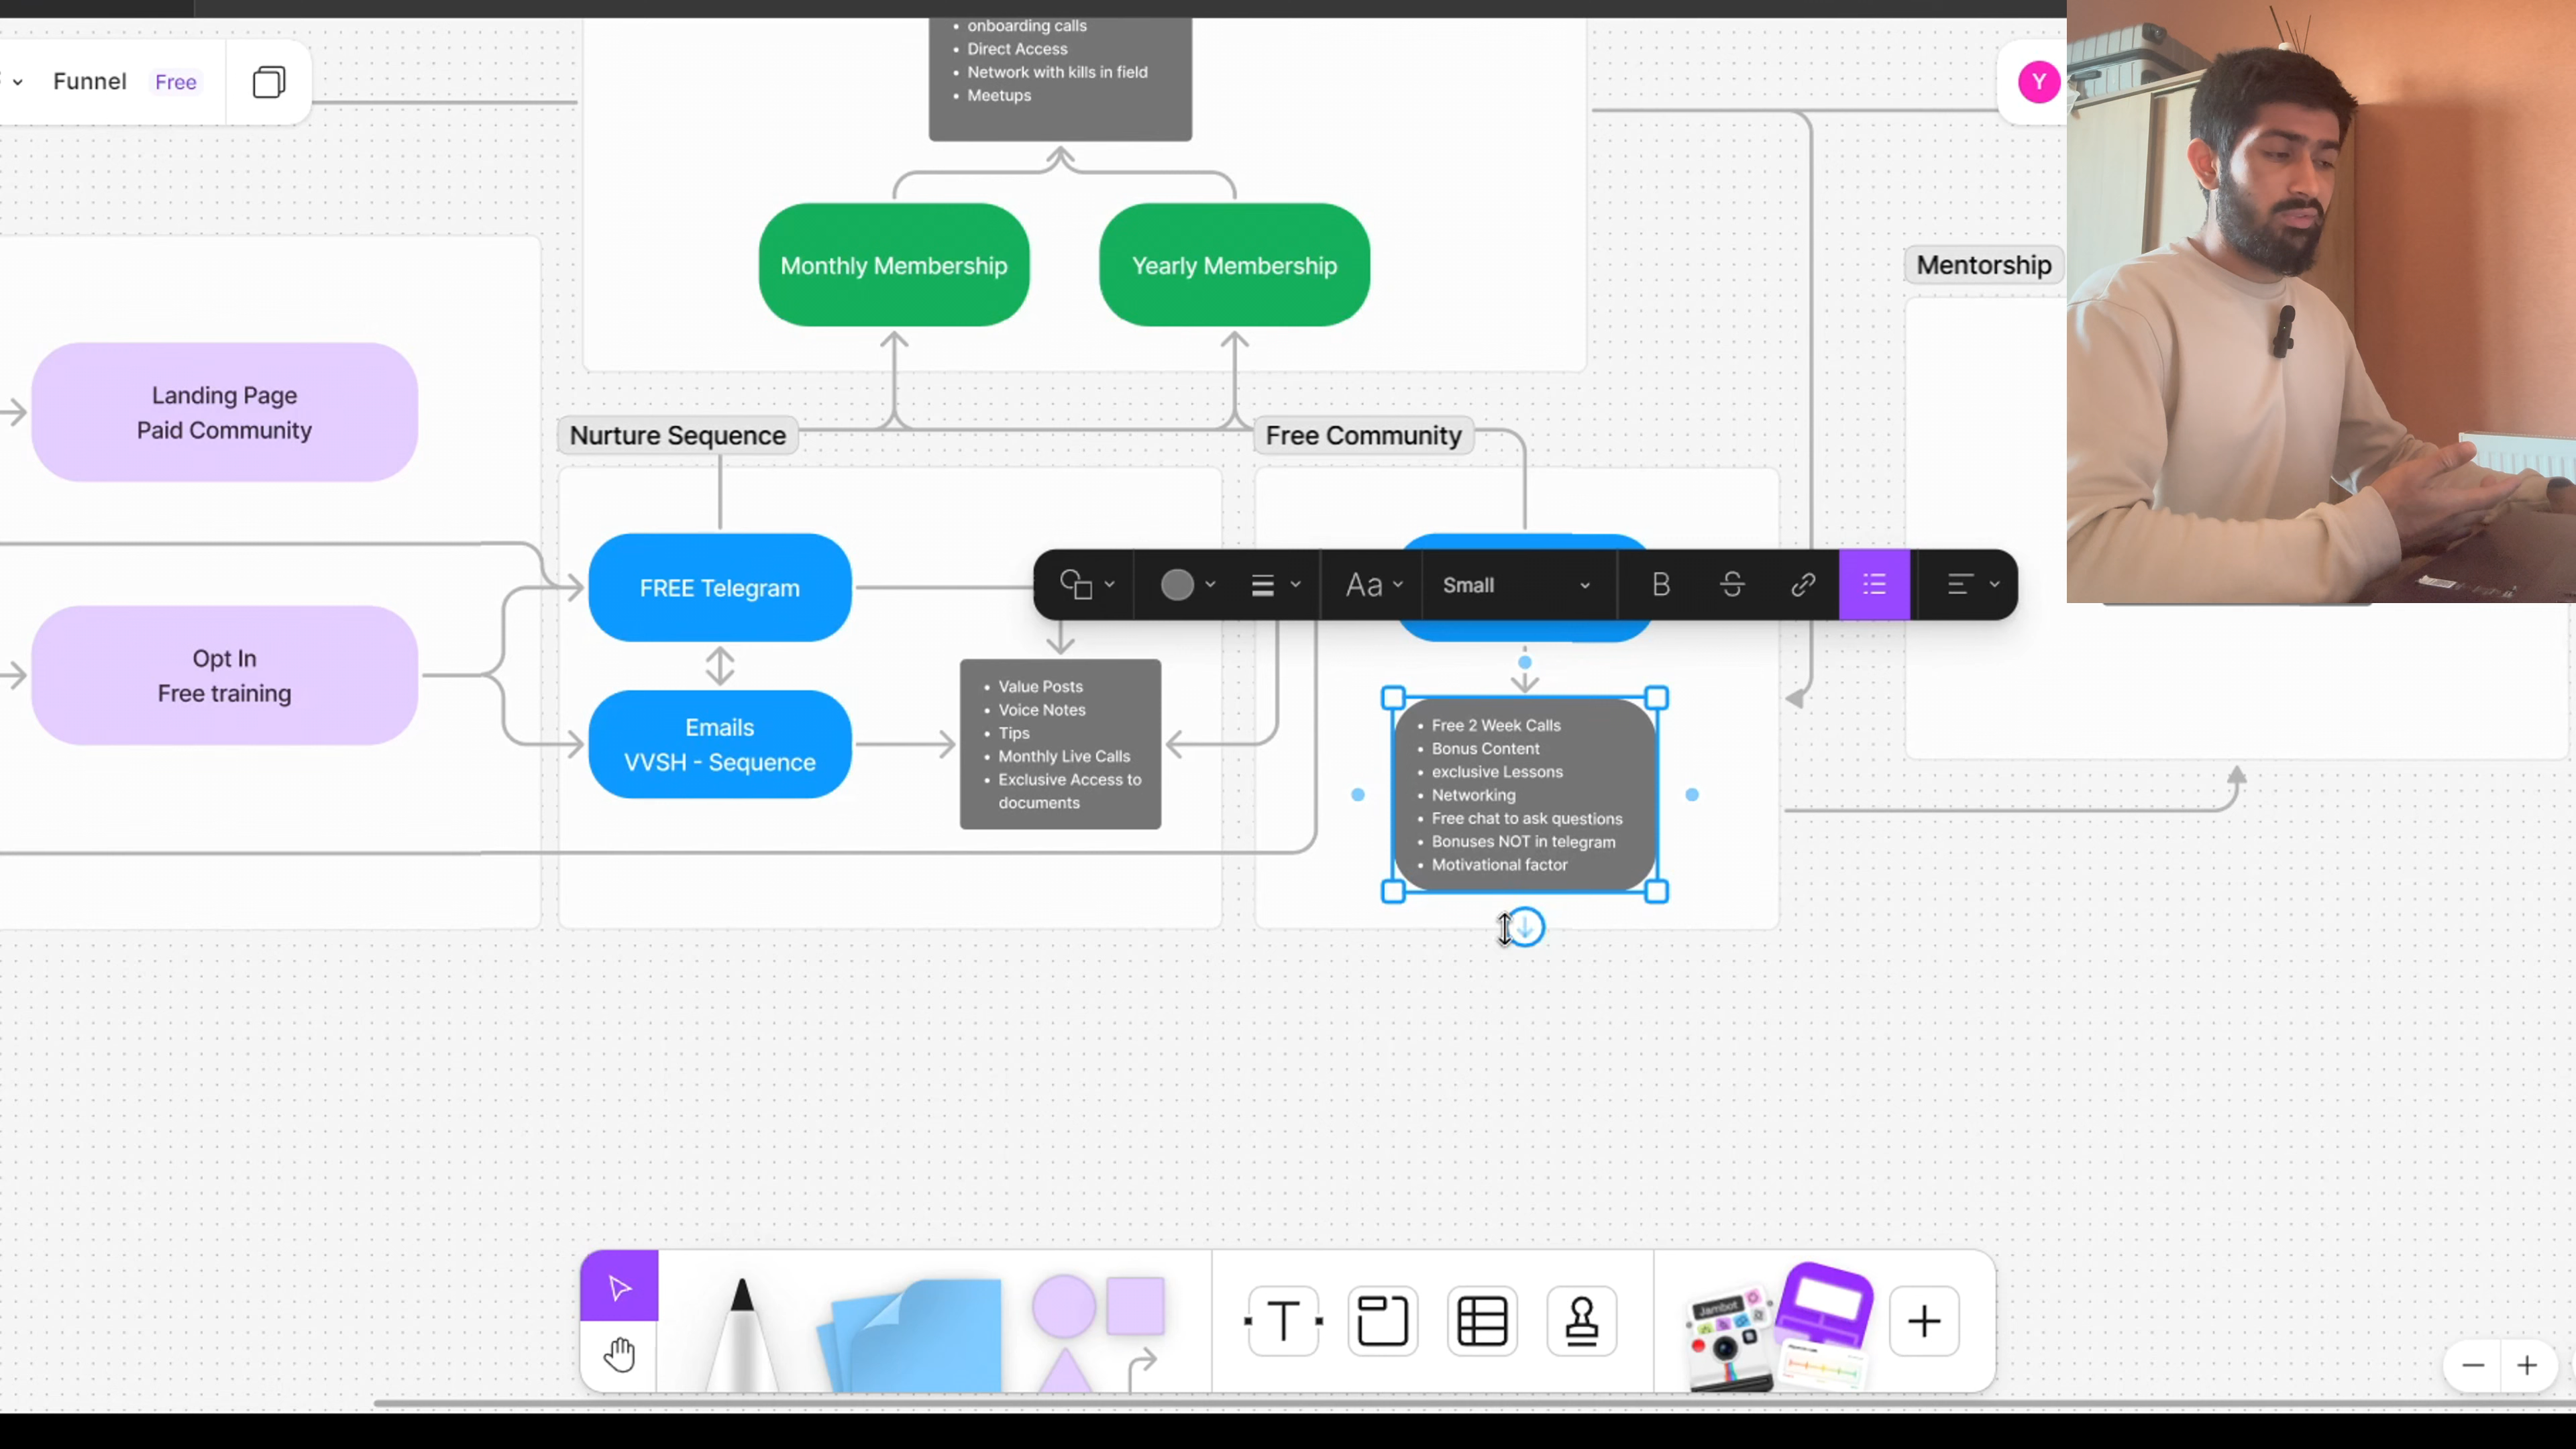 onboarding calls
Direct Access
Network with kills in field
Meetups
Funnel
Free
Y
Monthly Membership
Yearly Membership
Mentorship
Landing Page
Paid Community
Nurture Sequence
Free Community
FREE Telegram
Aa
Small
B
S
Opt In
Free training
Emails
VVSH - Sequence
Value Posts
Voice Notes
Tips
Monthly Live Calls
Exclusive Access to
documents
Free 2 Week Calls
Bonus Content
exclusive Lessons
Networking
Free chat to ask questions
Bonuses NOT in telegram
Motivational factor
T
Jambot